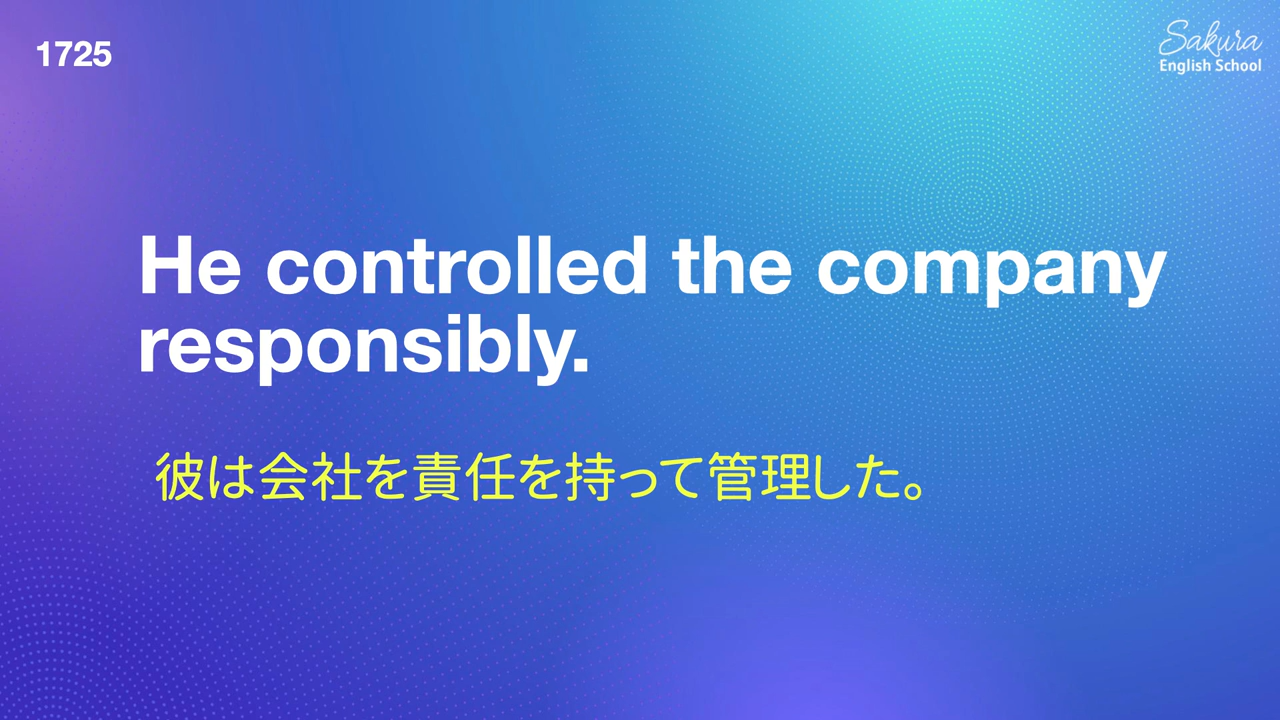 1725
Sakura
English School
He controlled the company
responsibly.
彼は会社を責任を持って管理した。